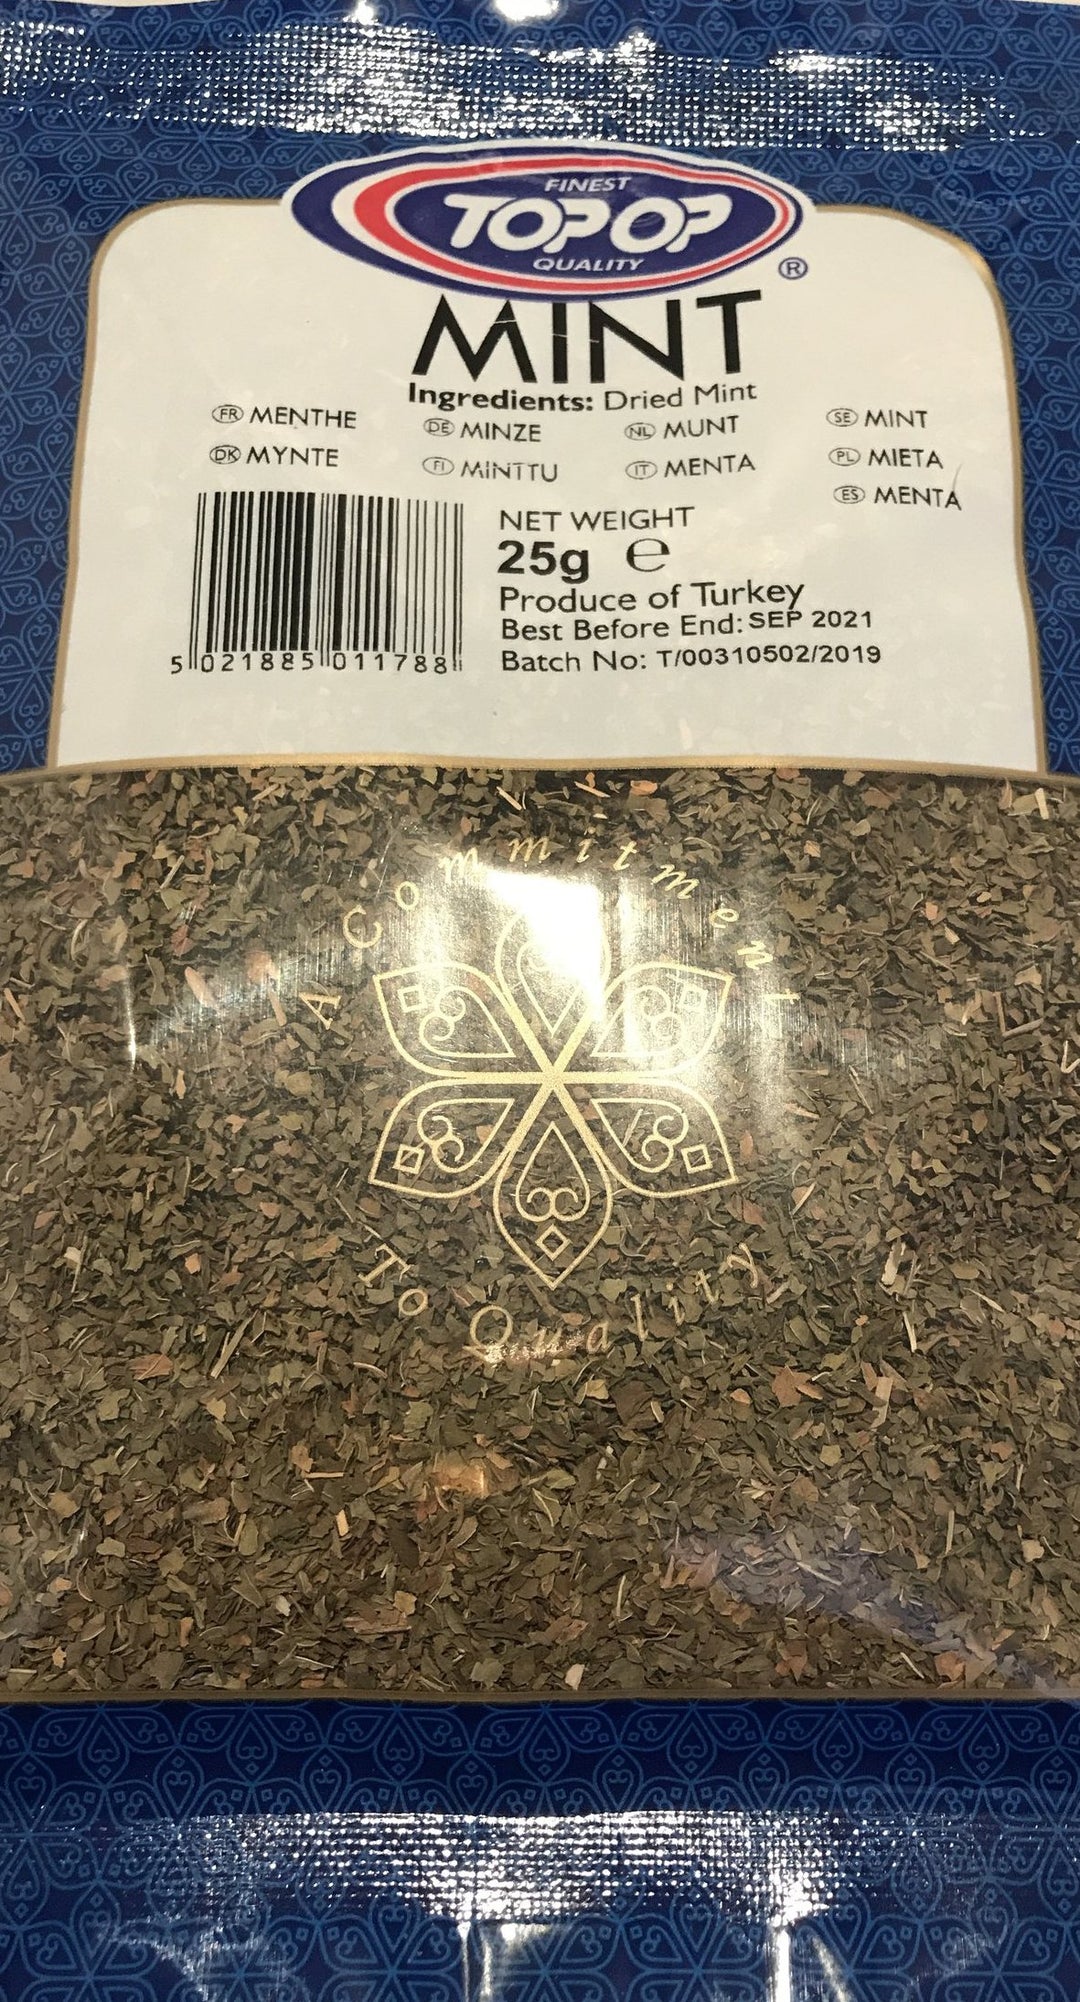 FINEST
TOPOP
QUALITY
®
MINT
Ingredients: Dried Mint
FR MENTHE DE MINZE NL MUNT SE MINT
DK MYNTE FI MINTTU IT MENTA PL MIETA
ES MENTA
NET WEIGHT
25g e
Produce of Turkey
Best Before End: SEP 2021
Batch No: T/00310502/2019
5 021885 011788
A Commitment
To Quality